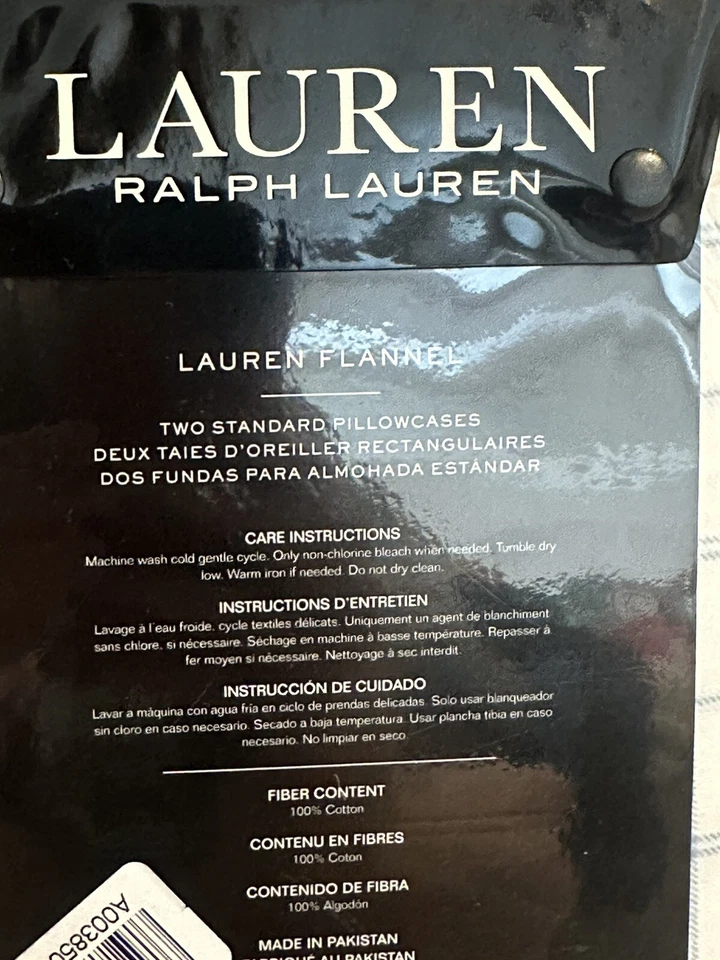 LAUREN
RALPH LAUREN
LAUREN FLANNEL
TWO STANDARD PILLOWCASES
DEUX TAIES D'OREILLER RECTANGULAIRES
DOS FUNDAS PARA ALMOHADA ESTÁNDAR
CARE INSTRUCTIONS
Machine wash cold gentle cycle. Only non-chlorine bleach when needed. Tumble dry
low. Warm iron if needed. Do not dry clean.
INSTRUCTIONS D'ENTRETIEN
Lavage à l'eau froide, cycle textiles délicats. Uniquement un agent de blanchiment
sans chlore, si nécessaire. Séchage en machine à basse température. Repasser à
fer moyen si nécessaire. Nettoyage à sec interdit.
INSTRUCCIÓN DE CUIDADO
Lavar a máquina con agua fría en ciclo de prendas delicadas. Solo usar blanqueador
sin cloro en caso necesario. Secado a baja temperatura. Usar plancha tibia en caso
necesario. No limpiar en seco.
FIBER CONTENT
100% Cotton
CONTENU EN FIBRES
100% Coton
CONTENIDO DE FIBRA
100% Algodón
MADE IN PAKISTAN
FABRIQUÉ AU PAKISTAN
A003850